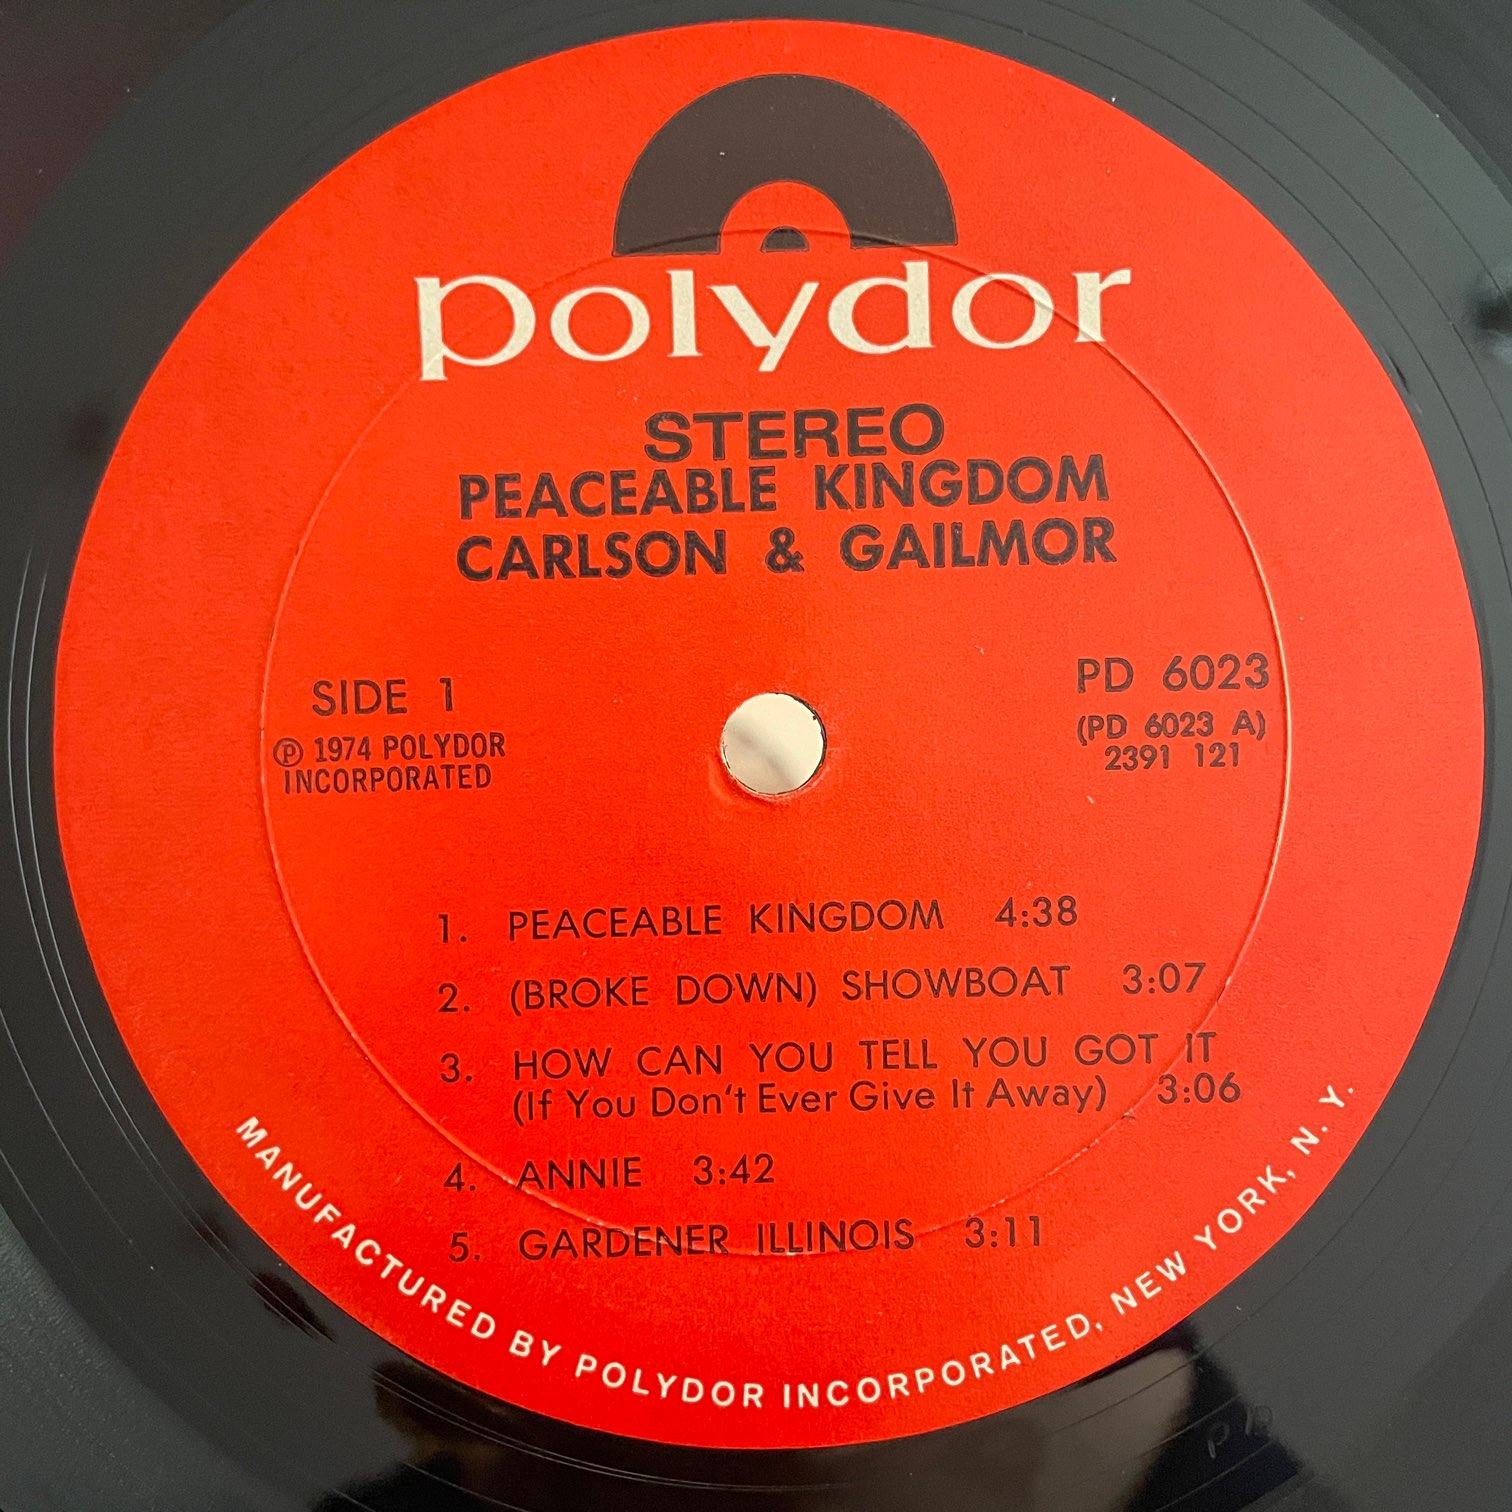 polydor
STEREO
PEACEABLE KINGDOM
CARLSON & GAILMOR
SIDE 1
℗ 1974 POLYDOR
INCORPORATED
PD 6023
(PD 6023 A)
2391 121
1. PEACEABLE KINGDOM 4:38
2. (BROKE DOWN) SHOWBOAT 3:07
3. HOW CAN YOU TELL YOU GOT IT
(If You Don't Ever Give It Away) 3:06
4. ANNIE 3:42
5. GARDENER ILLINOIS 3:11
MANUFACTURED BY POLYDOR INCORPORATED, NEW YORK, N. Y.